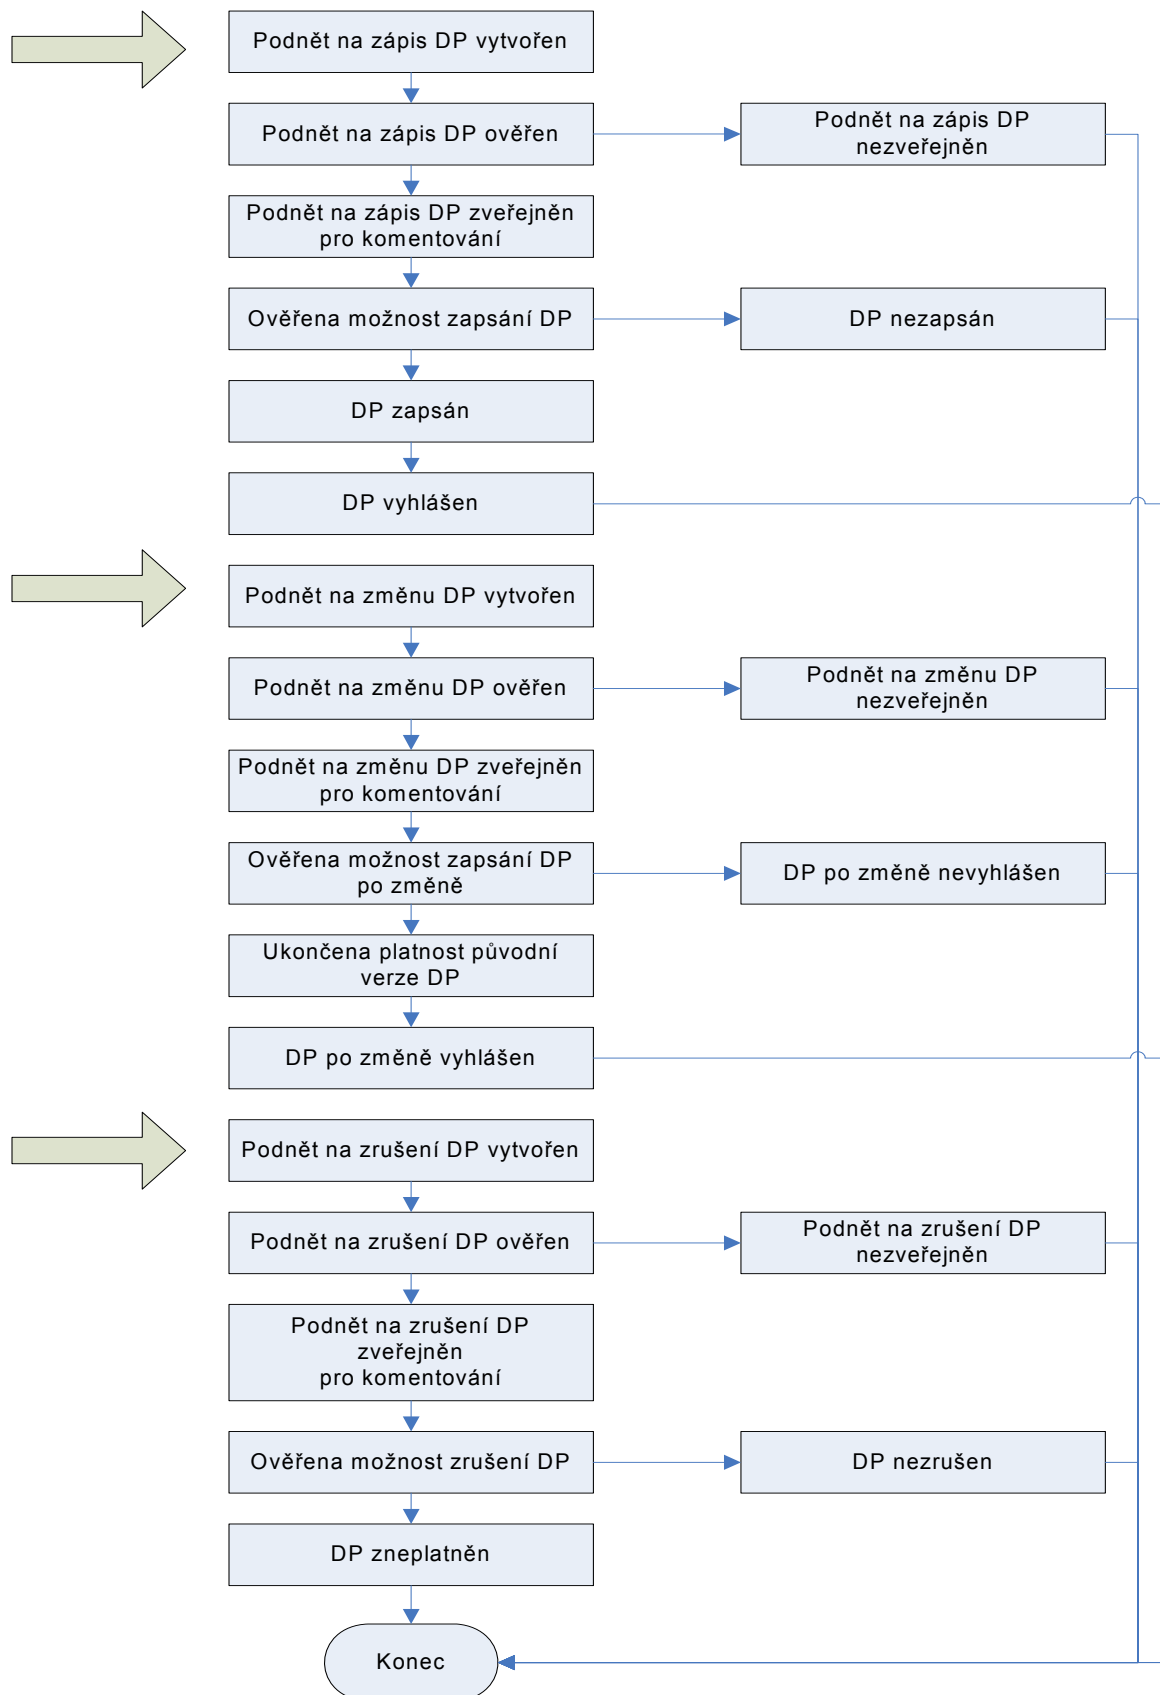 Podnět na zápis DP vytvořen
Podnět na zápis DP ověřen
Podnět na zápis DP
nezveřejněn
Podnět na zápis DP zveřejněn
pro komentování
Ověřena možnost zapsání DP
DP nezapsán
DP zapsán
DP vyhlášen
Podnět na změnu DP vytvořen
Podnět na změnu DP ověřen
Podnět na změnu DP
nezveřejněn
Podnět na změnu DP zveřejněn
pro komentování
Ověřena možnost zapsání DP
po změně
DP po změně nevyhlášen
Ukončena platnost původní
verze DP
DP po změně vyhlášen
Podnět na zrušení DP vytvořen
Podnět na zrušení DP ověřen
Podnět na zrušení DP
nezveřejněn
Podnět na zrušení DP
zveřejněn
pro komentování
Ověřena možnost zrušení DP
DP nezrušen
DP zneplatněn
Konec